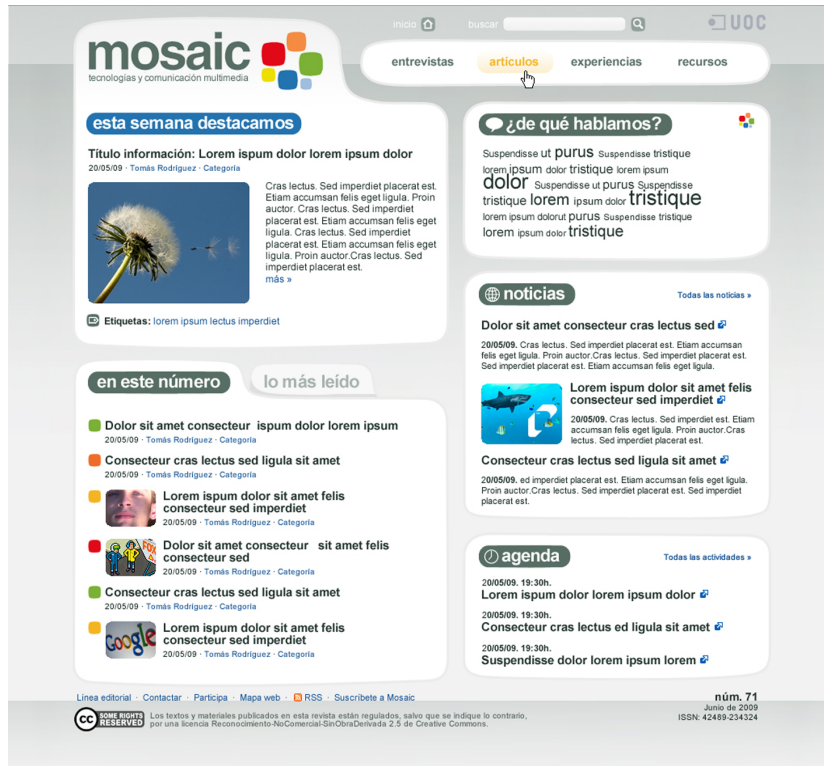 inicio
buscar
UOC
mosaic
tecnologías y comunicación multimedia
entrevistas
artículos
experiencias
recursos
esta semana destacamos
Título información: Lorem ispum dolor lorem ipsum dolor
20/05/09 · Tomás Rodríguez · Categoría
Cras lectus. Sed imperdiet placerat est.
Etiam accumsan felis eget ligula. Proin
auctor. Cras lectus. Sed imperdiet
placerat est. Etiam accumsan felis eget
ligula. Proin auctor. Cras lectus. Sed
imperdiet placerat est. Etiam accumsan
felis eget ligula. Proin auctor.Cras
lectus. Sed imperdiet placerat est. Sed
imperdiet placerat est.
más »
Etiquetas: lorem ipsum lectus imperdiet
en este número
lo más leído
Dolor sit amet consecteur ispum dolor lorem ipsum
20/05/09 · Tomás Rodríguez · Categoría
Consecteur cras lectus sed ligula sit amet
20/05/09 · Tomás Rodríguez · Categoría
Lorem ispum dolor sit amet felis
consecteur sed imperdiet
20/05/09 · Tomás Rodríguez · Categoría
FOX
Dolor sit amet consecteur sit amet felis
consecteur sed
20/05/09 · Tomás Rodríguez · Categoría
Consecteur cras lectus sed ligula sit amet
20/05/09 · Tomás Rodríguez · Categoría
Google
Lorem ispum dolor sit amet felis
consecteur sed imperdiet
20/05/09 · Tomás Rodríguez · Categoría
¿de qué hablamos?
Suspendisse ut purus Suspendisse tristique
lorem ipsum dolor tristique lorem ipsum
dolor Suspendisse ut purus Suspendisse
tristique lorem ipsum dolor tristique
lorem ipsum dolorut purus Suspendisse tristique
lorem ipsum dolor tristique
noticias
Todas las noticias »
Dolor sit amet consecteur cras lectus sed
20/05/09. Cras lectus. Sed imperdiet placerat est. Etiam accumsan
felis eget ligula. Proin auctor.Cras lectus. Sed imperdiet placerat est.
Sed imperdiet placerat est. Etiam accumsan felis eget ligula.
Lorem ispum dolor sit amet felis
consecteur sed imperdiet
20/05/09. Cras lectus. Sed imperdiet est. Etiam
accumsan felis eget ligula. Proin auctor.Cras
lectus. Sed imperdiet placerat est.
Consecteur cras lectus sed ligula sit amet
20/05/09. ed imperdiet placerat est. Etiam accumsan felis eget ligula.
Proin auctor.Cras lectus. Sed imperdiet placerat est. Sed imperdiet
placerat est.
agenda
Todas las actividades »
20/05/09. 19:30h.
Lorem ipsum dolor lorem ipsum dolor
20/05/09. 19:30h.
Consecteur cras lectus ed ligula sit amet
20/05/09. 19:30h.
Suspendisse dolor lorem ipsum lorem
Línea editorial · Contactar · Participa · Mapa web · RSS · Suscríbete a Mosaic
cc SOME RIGHTS RESERVED
Los textos y materiales publicados en esta revista están regulados, salvo que se indique lo contrario,
por una licencia Reconocimiento-NoComercial-SinObraDerivada 2.5 de Creative Commons.
núm. 71
Junio de 2009
ISSN: 42489-234324